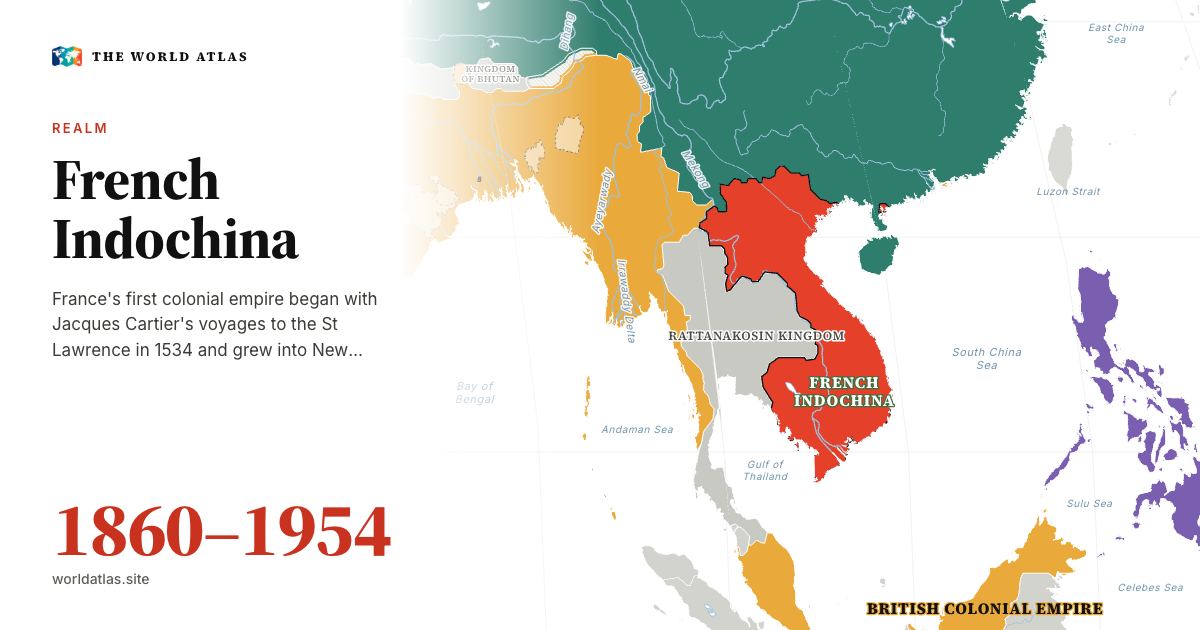 THE WORLD ATLAS
REALM
French
Indochina
France's first colonial empire began with
Jacques Cartier's voyages to the St
Lawrence in 1534 and grew into New...
1860–1954
worldatlas.site
KINGDOM
OF BHUTAN
Dihang
Nmai
Mekong
Ayeyarwady
Irrawaddy Delta
East China
Sea
Luzon Strait
RATTANAKOSIN KINGDOM
FRENCH
INDOCHINA
South China
Sea
Bay of
Bengal
Andaman Sea
Gulf of
Thailand
Sulu Sea
Celebes Sea
BRITISH COLONIAL EMPIRE